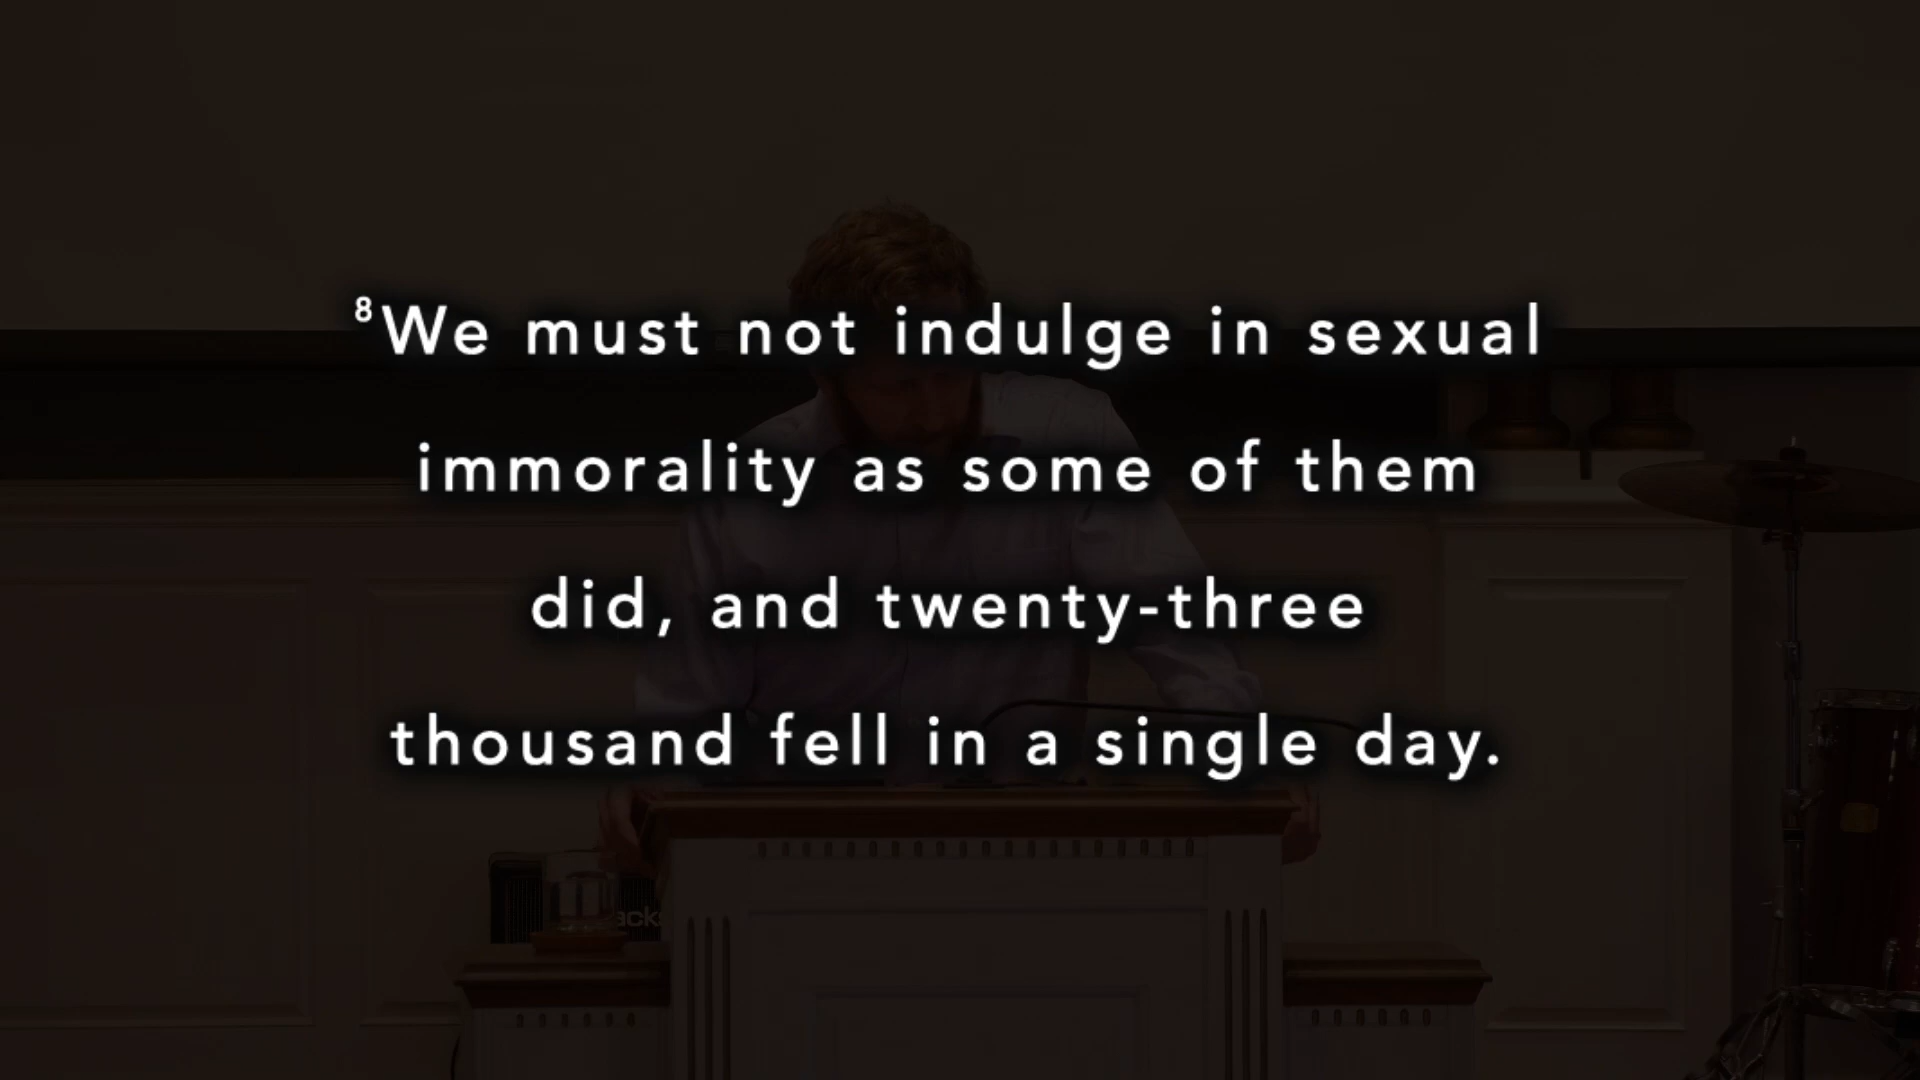 ⁸We must not indulge in sexual
immorality as some of them
did, and twenty-three
thousand fell in a single day.